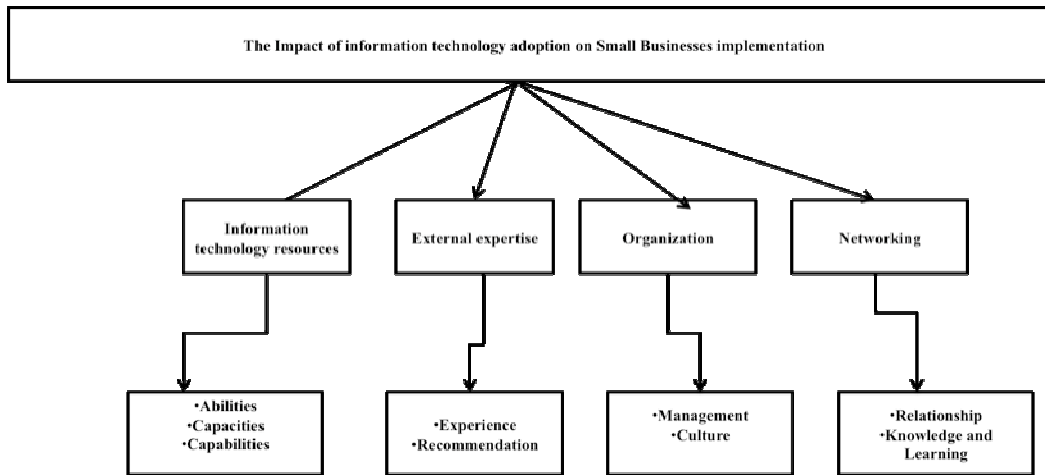 The Impact of information technology adoption on Small Businesses implementation
Information
technology resources
External expertise
Organization
Networking
•Abilities
•Capacities
•Capabilities
•Experience
•Recommendation
•Management
•Culture
•Relationship
•Knowledge and
Learning